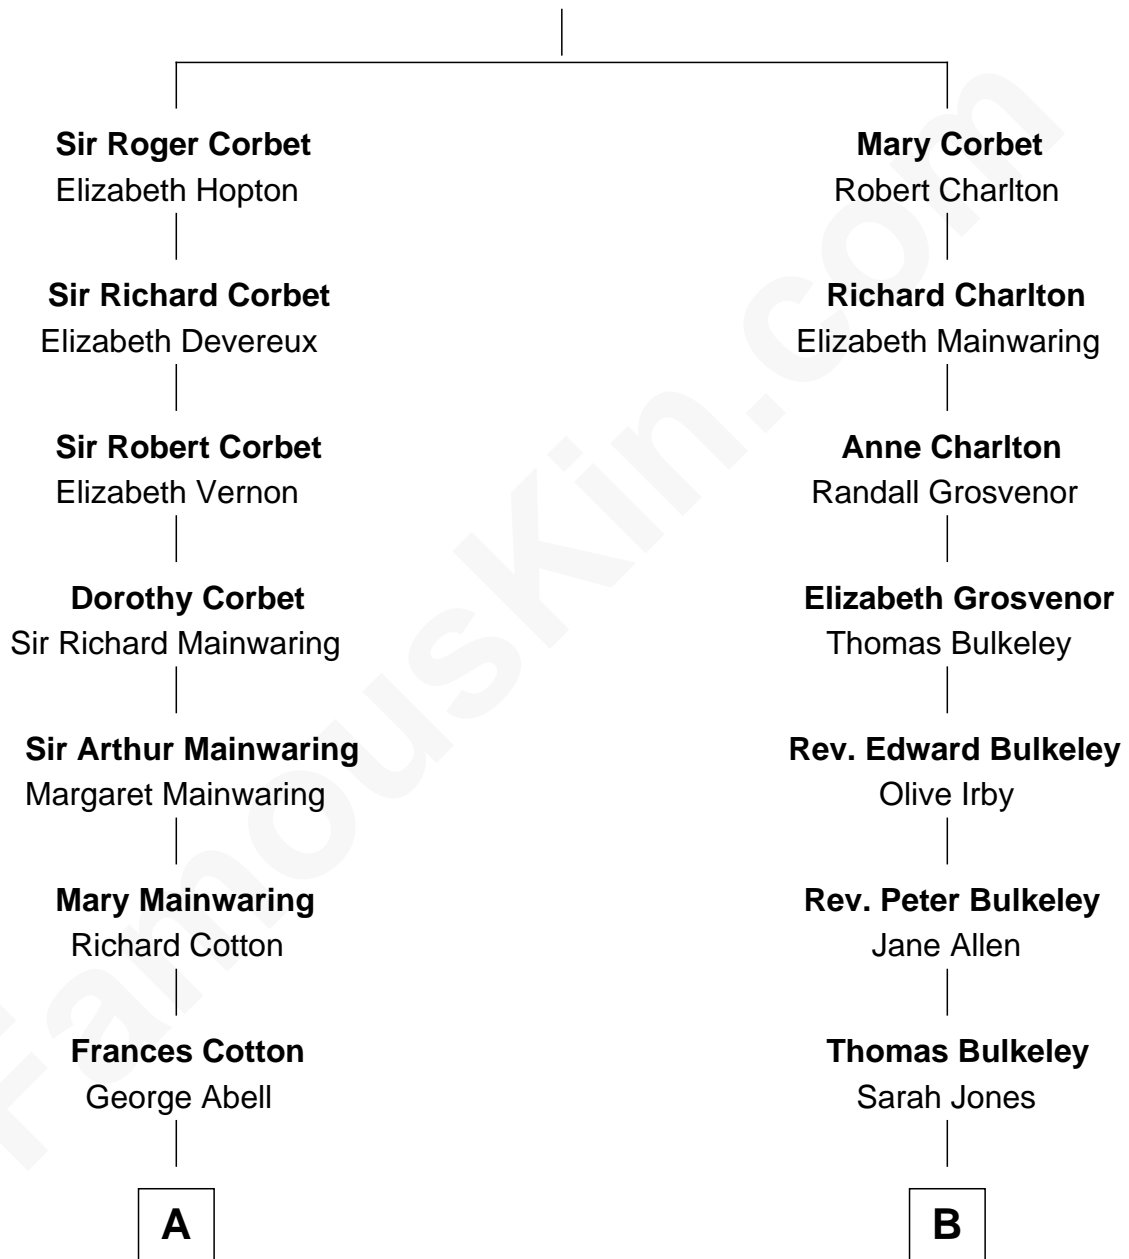 Sir Roger Corbet
Elizabeth Hopton
Sir Richard Corbet
Elizabeth Devereux
Sir Robert Corbet
Elizabeth Vernon
Dorothy Corbet
Sir Richard Mainwaring
Sir Arthur Mainwaring
Margaret Mainwaring
Mary Mainwaring
Richard Cotton
Frances Cotton
George Abell
A
Mary Corbet
Robert Charlton
Richard Charlton
Elizabeth Mainwaring
Anne Charlton
Randall Grosvenor
Elizabeth Grosvenor
Thomas Bulkeley
Rev. Edward Bulkeley
Olive Irby
Rev. Peter Bulkeley
Jane Allen
Thomas Bulkeley
Sarah Jones
B
FamousKin.com